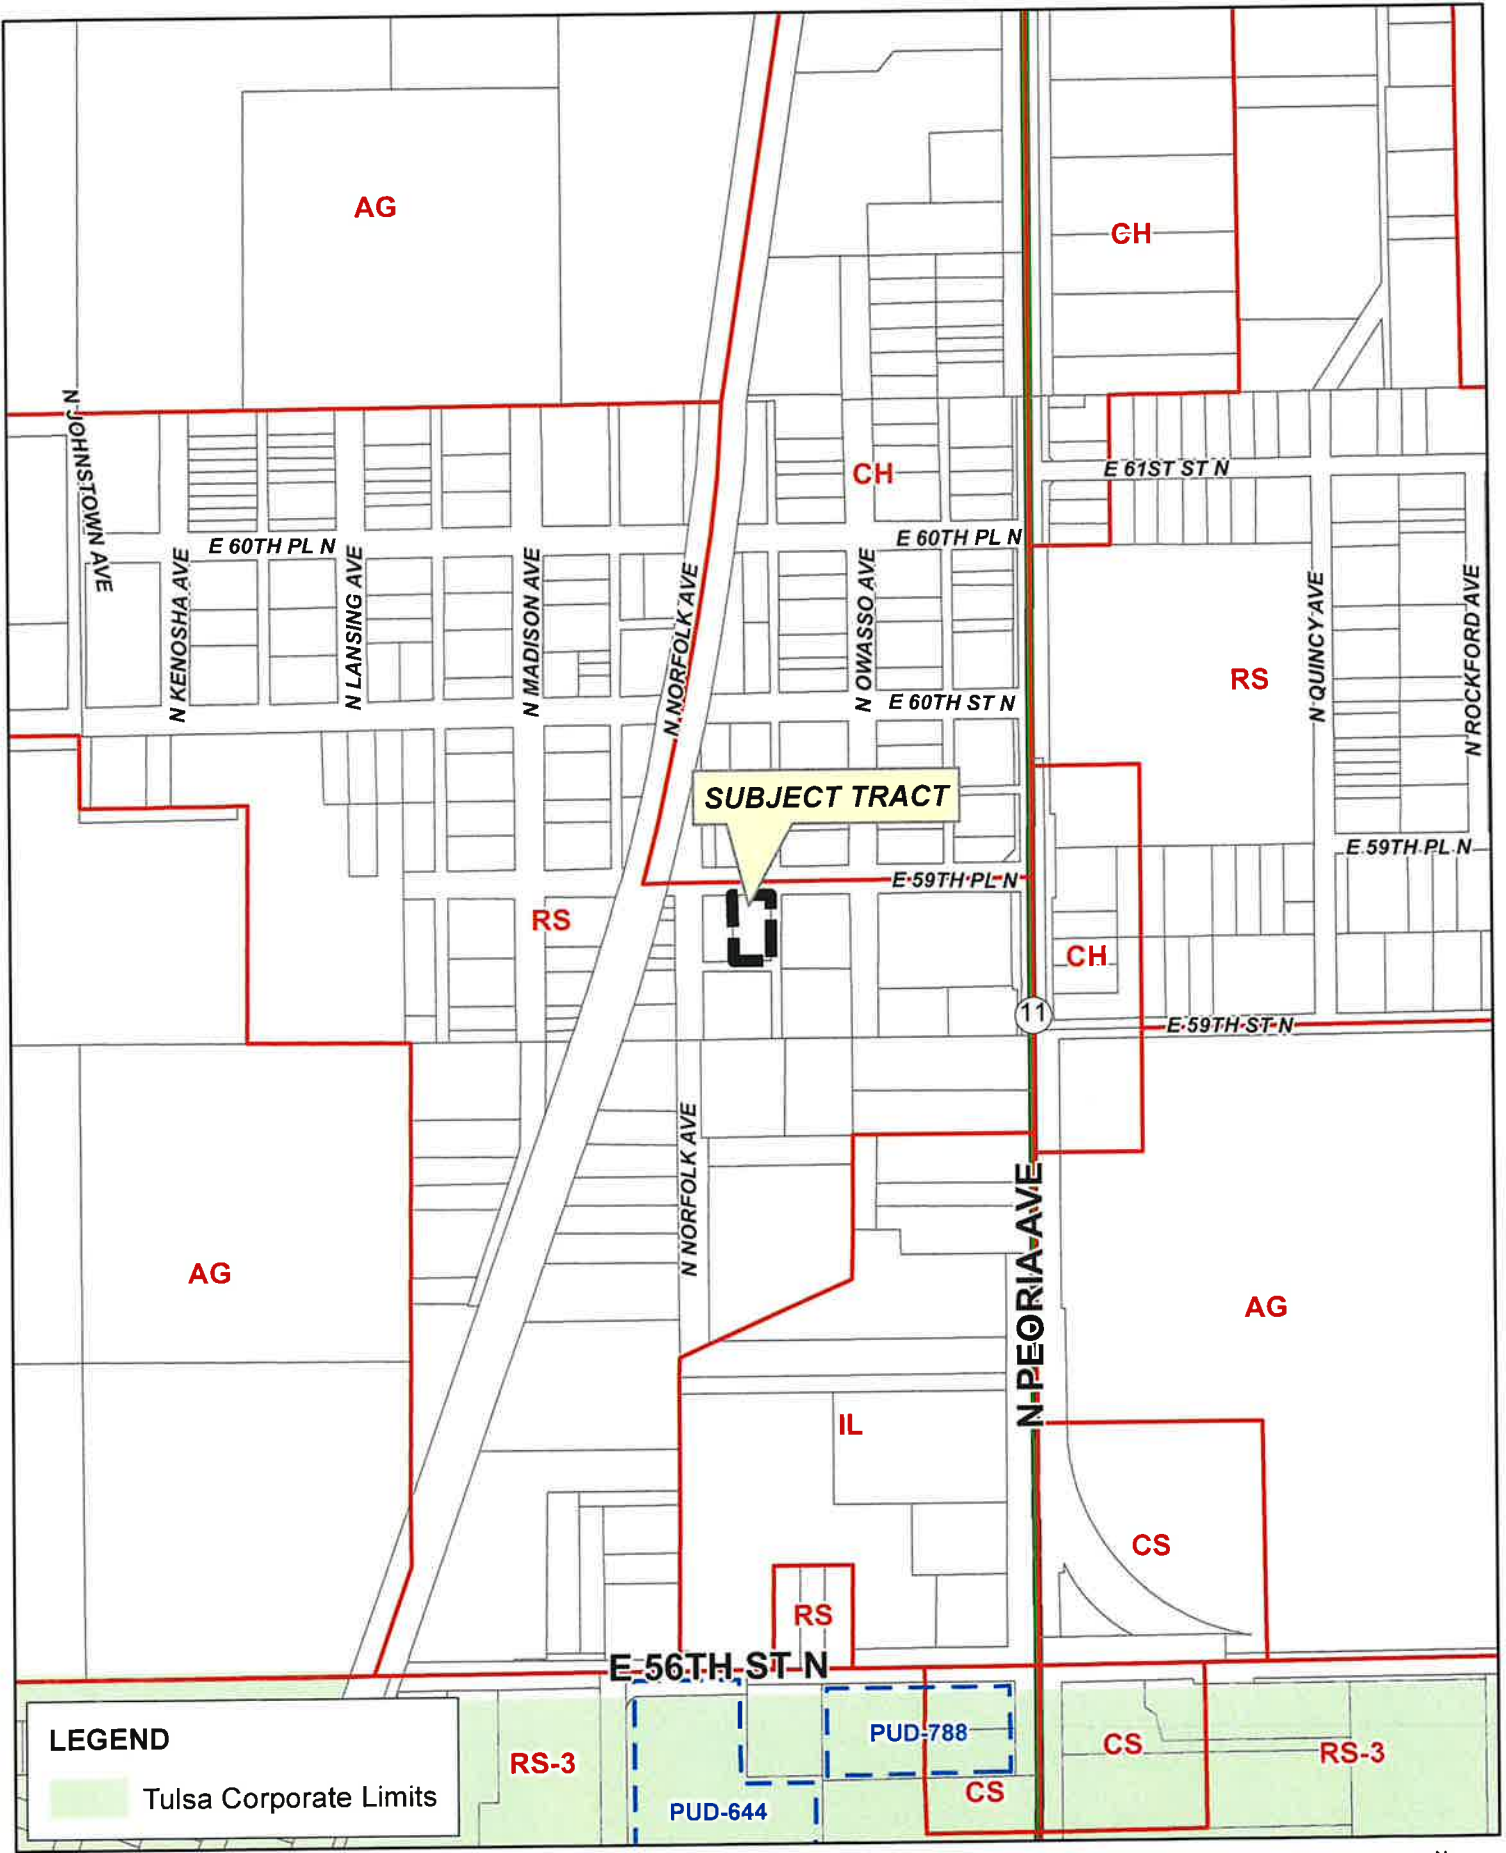 AG
CH
N JOHNSTOWN AVE
CH
E 61ST ST N
E 60TH PL N
E 60TH PL N
N KENOSHA AVE
N LANSING AVE
N MADISON AVE
N NORFOLK AVE
N OWASSO AVE
N QUINCY AVE
N ROCKFORD AVE
RS
E 60TH ST N
SUBJECT TRACT
E 59TH PL N
E 59TH PL N
RS
CH
11
E 59TH ST N
N NORFOLK AVE
N PEORIA AVE
AG
AG
IL
CS
RS
E 56TH ST N
LEGEND
Tulsa Corporate Limits
RS-3
PUD-788
PUD-644
CS
CS
RS-3